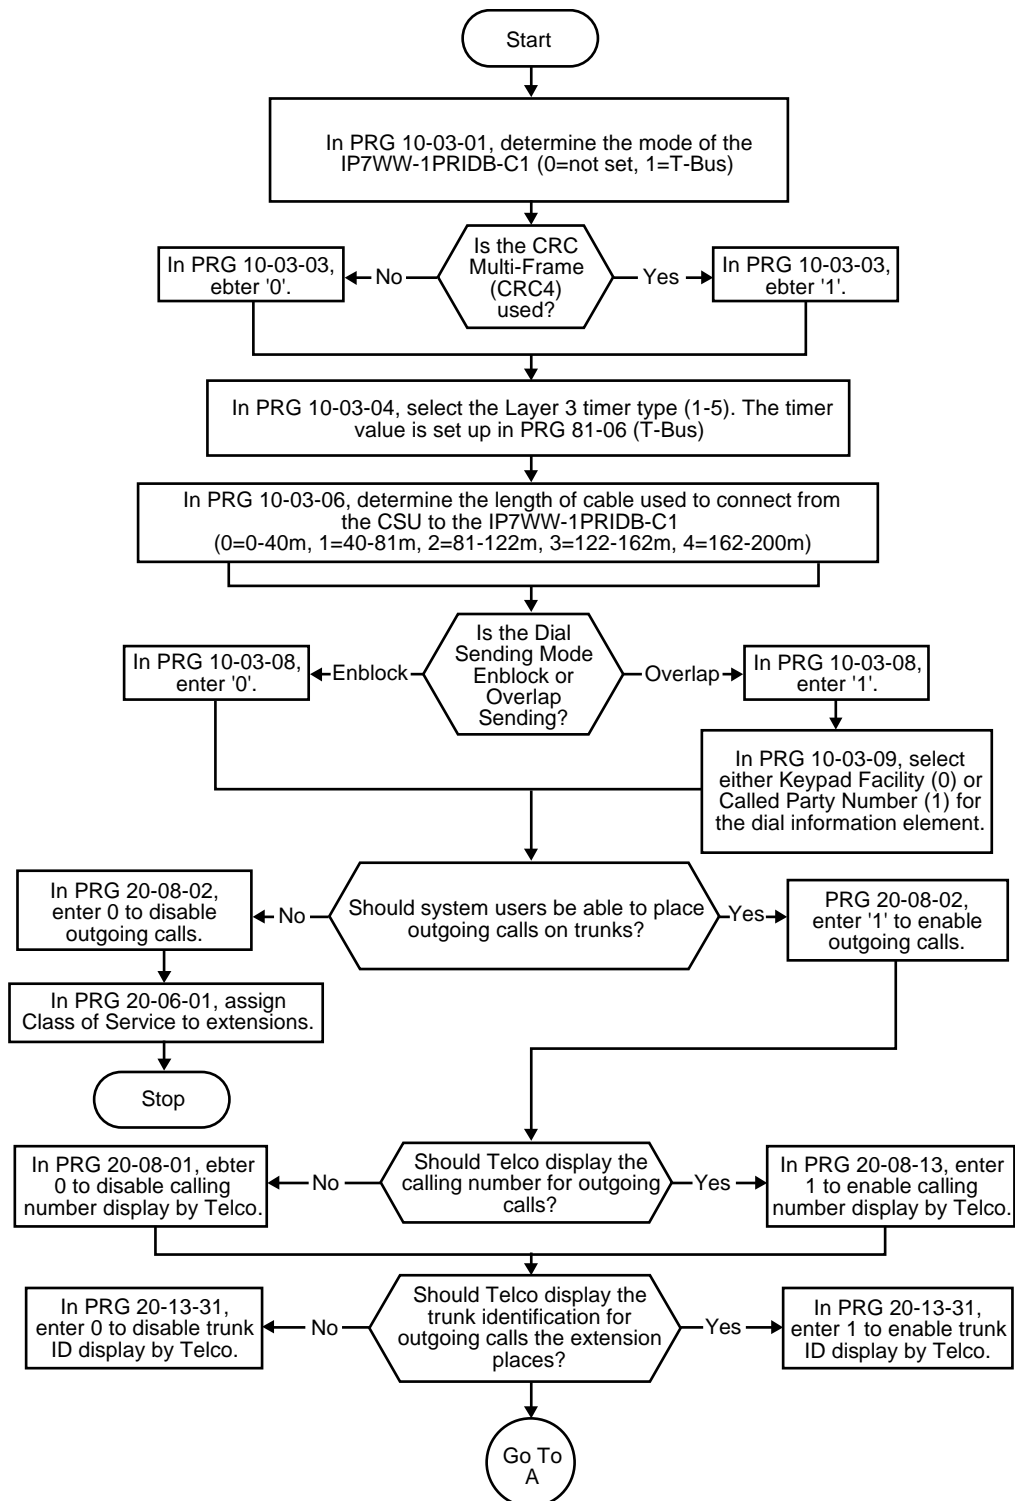 Start
In PRG 10-03-01, determine the mode of the
IP7WW-1PRIDB-C1 (0=not set, 1=T-Bus)
Is the CRC
Multi-Frame
(CRC4)
used?
No
Yes
In PRG 10-03-03,
ebter '0'.
In PRG 10-03-03,
ebter '1'.
In PRG 10-03-04, select the Layer 3 timer type (1-5). The timer
value is set up in PRG 81-06 (T-Bus)
In PRG 10-03-06, determine the length of cable used to connect from
the CSU to the IP7WW-1PRIDB-C1
(0=0-40m, 1=40-81m, 2=81-122m, 3=122-162m, 4=162-200m)
Is the Dial
Sending Mode
Enblock or
Overlap
Sending?
Enblock
Overlap
In PRG 10-03-08,
enter '0'.
In PRG 10-03-08,
enter '1'.
In PRG 10-03-09, select
either Keypad Facility (0) or
Called Party Number (1) for
the dial information element.
Should system users be able to place
outgoing calls on trunks?
No
Yes
In PRG 20-08-02,
enter 0 to disable
outgoing calls.
PRG 20-08-02,
enter '1' to enable
outgoing calls.
In PRG 20-06-01, assign
Class of Service to extensions.
Stop
Should Telco display the
calling number for outgoing
calls?
No
Yes
In PRG 20-08-01, ebter
0 to disable calling
number display by Telco.
In PRG 20-08-13, enter
1 to enable calling
number display by Telco.
Should Telco display the
trunk identification for
outgoing calls the extension
places?
No
Yes
In PRG 20-13-31,
enter 0 to disable trunk
ID display by Telco.
In PRG 20-13-31,
enter 1 to enable trunk
ID display by Telco.
Go To
A